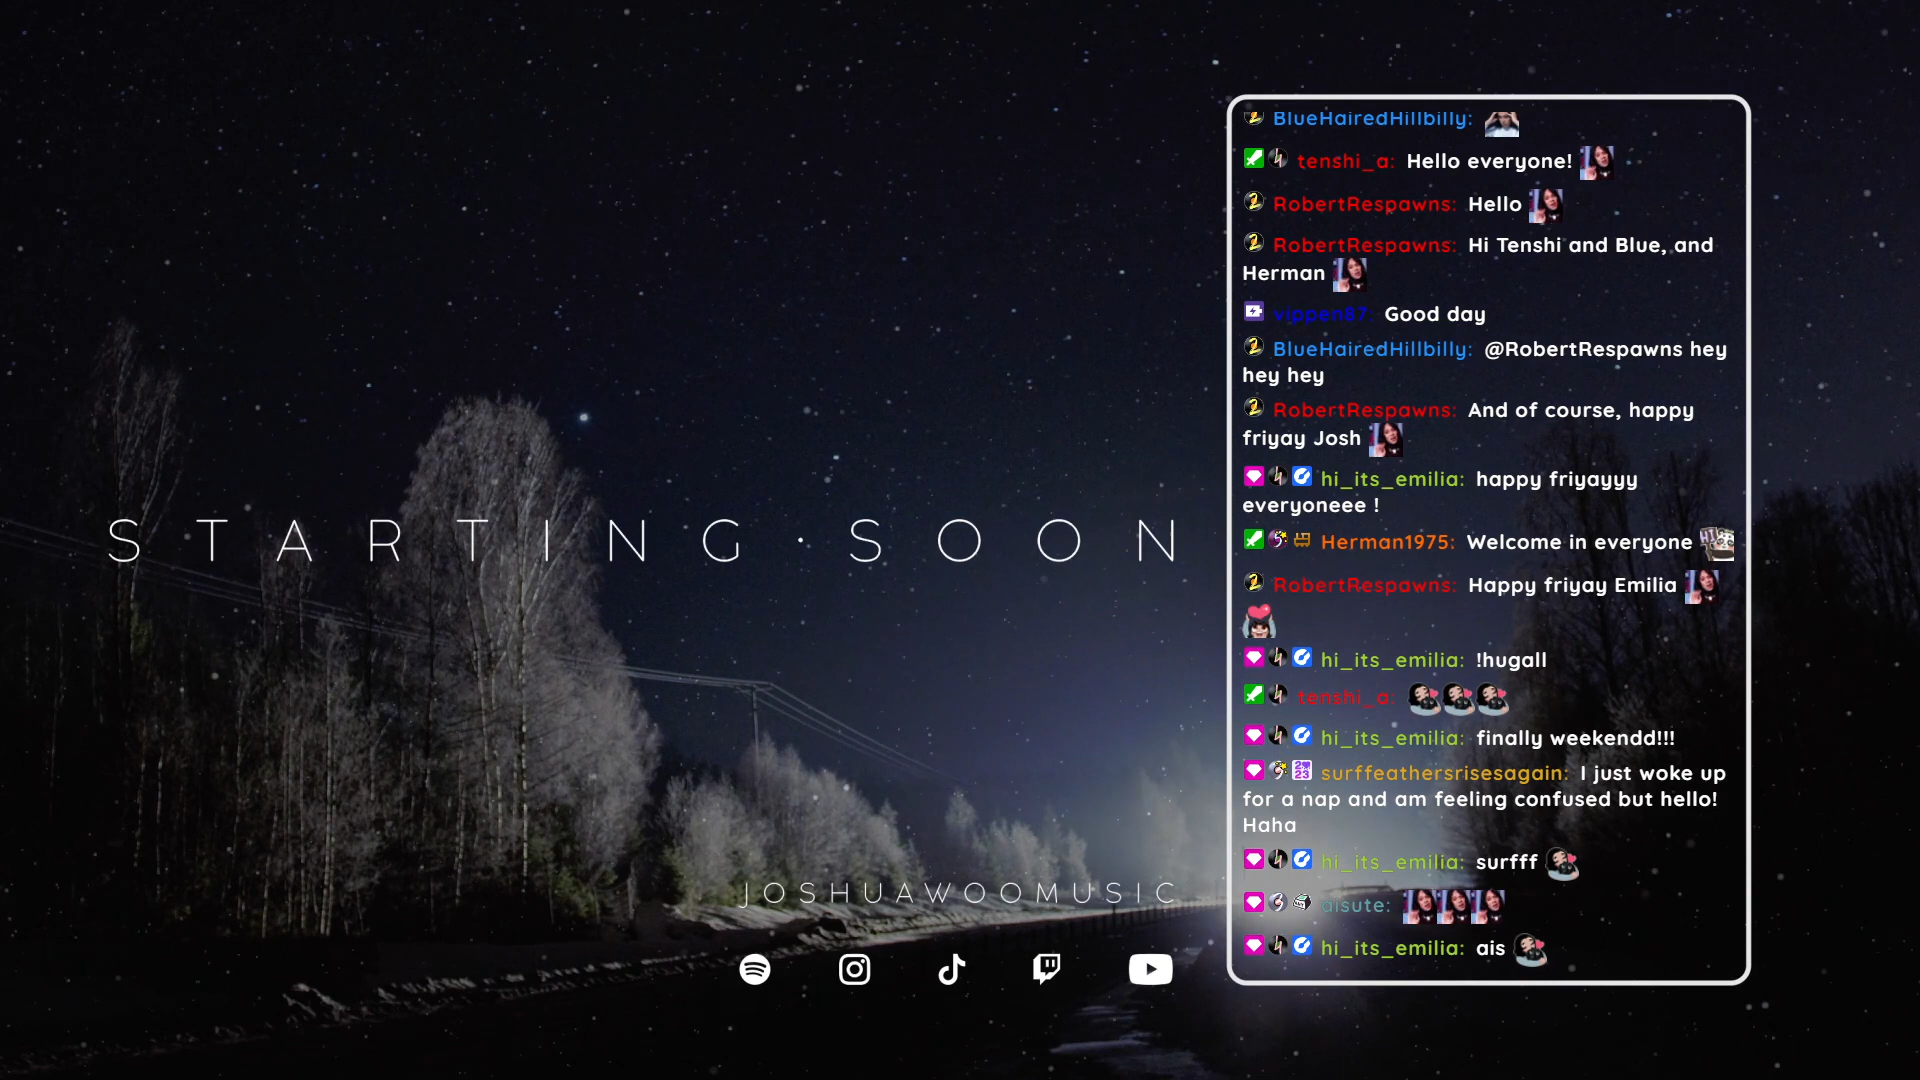 STARTING·SOON
JOSHUAWOOMUSIC
BlueHairedHillbilly:
tenshi_a: Hello everyone!
RobertRespawns: Hello
RobertRespawns: Hi Tenshi and Blue, and
Herman
vippen87: Good day
BlueHairedHillbilly: @RobertRespawns hey
hey hey
RobertRespawns: And of course, happy
friyay Josh
hi_its_emilia: happy friyayyy
everyoneee !
Herman1975: Welcome in everyone
RobertRespawns: Happy friyay Emilia
hi_its_emilia: !hugall
tenshi_a:
hi_its_emilia: finally weekendd!!!
surffeathersrisesagain: I just woke up
for a nap and am feeling confused but hello!
Haha
hi_its_emilia: surfff
aisute:
hi_its_emilia: ais